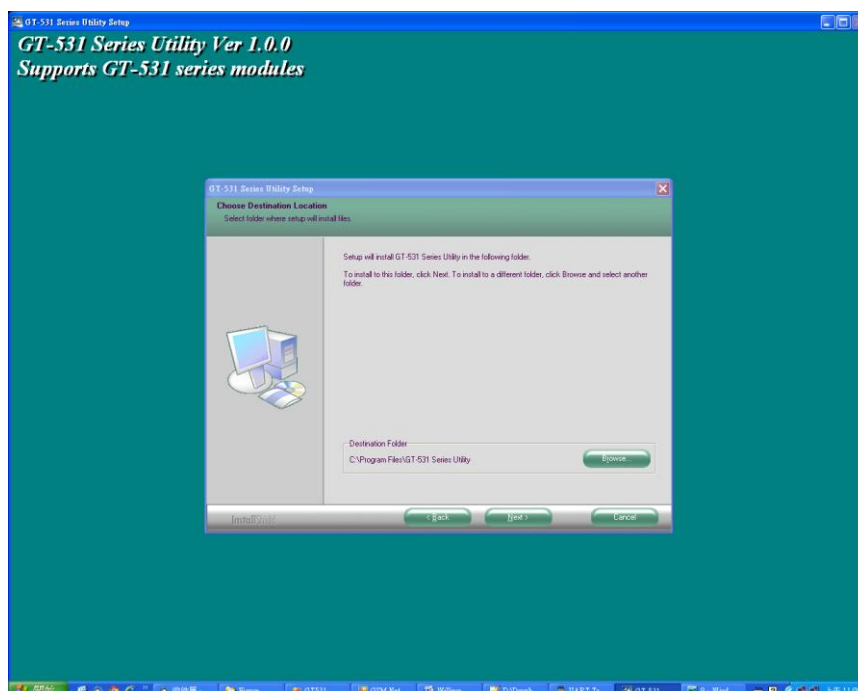 GT-531 Series Utility Setup
GT-531 Series Utility Ver 1.0.0
Supports GT-531 series modules
GT-531 Series Utility Setup
Choose Destination Location
Select folder where setup will install files.
Setup will install GT-531 Series Utility in the following folder.
To install to this folder, click Next. To install to a different folder, click Browse and select another
folder.
Destination Folder
C:\Program Files\GT-531 Series Utility
Browse...
InstallShield
< Back
Next >
Cancel